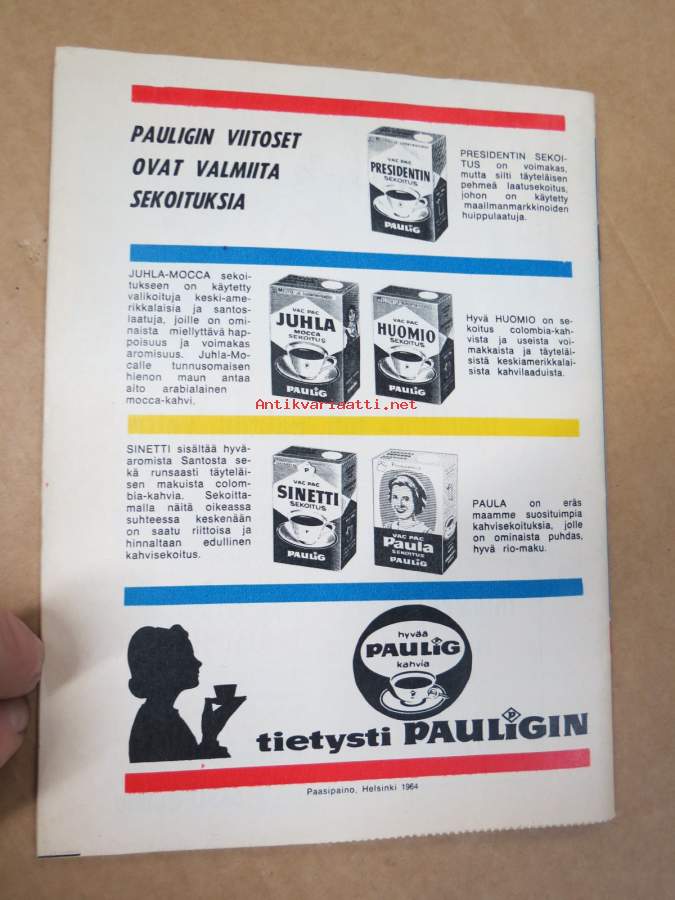 PAULIGIN VIITOSET
OVAT VALMIITA
SEKOITUKSIA
VAC PAC
PRESIDENTIN
SEKOITUS
PAULIG
PRESIDENTIN SEKOI-
TUS on voimakas,
mutta silti täyteläisen
pehmeä laatusekoitus,
johon on käytetty
maailmanmarkkinoiden
huippulaatuja.
JUHLA-MOCCA sekoi-
tukseen on käytetty
valikoituja keski-ame-
rikkalaisia ja santos-
laatuja, joille on omi-
naista miellyttävä hap-
poisuus ja voimakas
aromisuus. Juhla-Mo-
calle tunnusomaisen
hienon maun antaa
aito arabialainen
mocca-kahvi.
VAC PAC
JUHLA
MOCCA
SEKOITUS
PAULIG
VAC PAC
HUOMIO
SEKOITUS
PAULIG
Hyvä HUOMIO on se-
koitus colombia-kah-
vista ja useista voi-
makkaista ja täyteläi-
sistä keskiamerikkalai-
sista kahvilaaduista.
Antikvariaatti.net
SINETTI sisältää hyvä-
aromista Santosta se-
kä runsaasti täyteläi-
sen makuista colom-
bia-kahvia. Sekoitta-
malla näitä oikeassa
suhteessa keskenään
on saatu riittoisa ja
hinnaltaan edullinen
kahvisekoitus.
P
VAC PAC
SINETTI
SEKOITUS
PAULIG
VAC PAC
Paula
SEKOITUS
PAULIG
PAULA on eräs
maamme suosituimpia
kahvisekoituksia, jolle
on ominaista puhdas,
hyvä rio-maku.
hyvää
PAULIG
kahvia
P
tietysti PAULIGIN
Paasipaino, Helsinki 1964